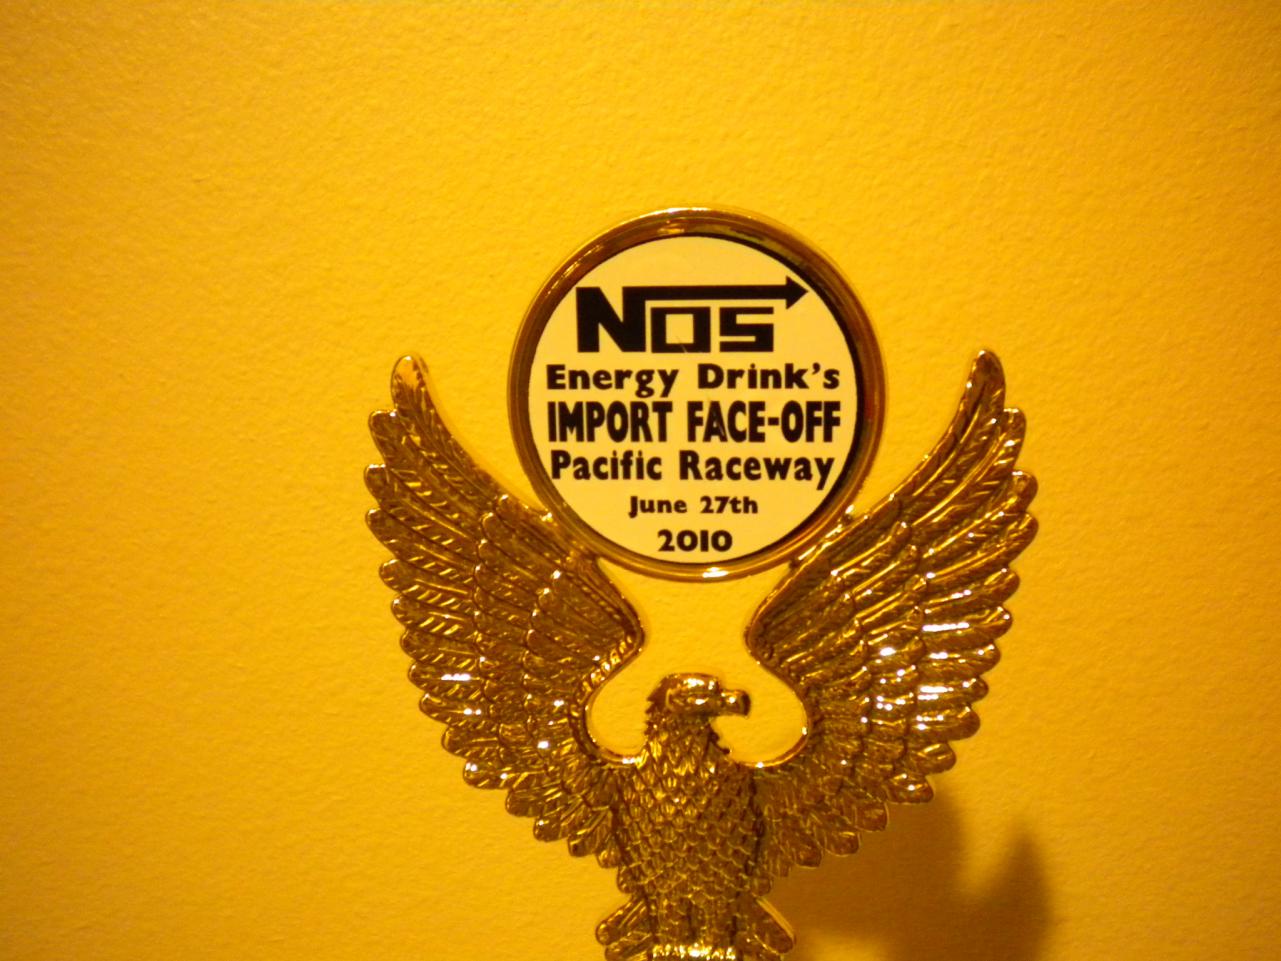 NOS
Energy Drink's
IMPORT FACE-OFF
Pacific Raceway
June 27th
2010